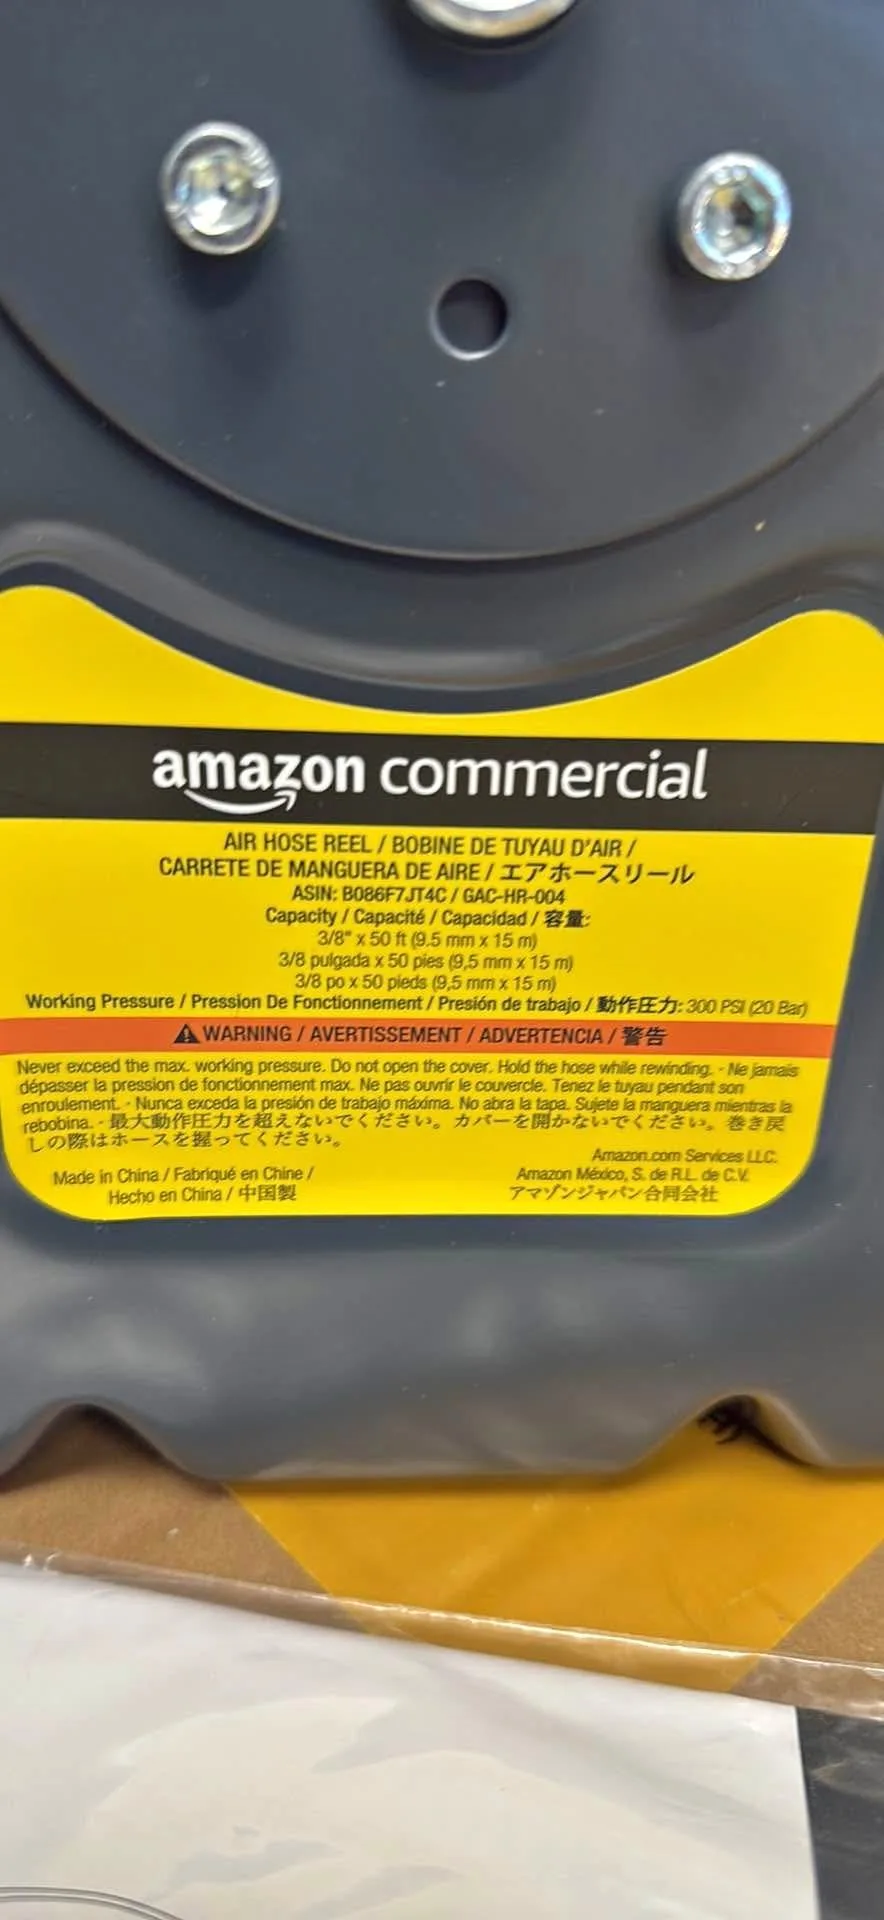 amazon commercial
AIR HOSE REEL / BOBINE DE TUYAU D'AIR /
CARRETE DE MANGUERA DE AIRE / エアホースリール
ASIN: B086F7JT4C / GAC-HR-004
Capacity / Capacité / Capacidad / 容量:
3/8" x 50 ft (9.5 mm x 15 m)
3/8 pulgada x 50 pies (9,5 mm x 15 m)
3/8 po x 50 pieds (9,5 mm x 15 m)
Working Pressure / Pression De Fonctionnement / Presión de trabajo / 動作圧力: 300 PSI (20 Bar)
WARNING / AVERTISSEMENT / ADVERTENCIA / 警告
Never exceed the max. working pressure. Do not open the cover. Hold the hose while rewinding. - Ne jamais
dépasser la pression de fonctionnement max. Ne pas ouvrir le couvercle. Tenez le tuyau pendant son
enroulement. - Nunca exceda la presión de trabajo máxima. No abra la tapa. Sujete la manguera mientras la
rebobina. - 最大動作圧力を超えないでください。カバーを開かないでください。巻き戻
しの際はホースを握ってください。
Made in China / Fabriqué en Chine /
Hecho en China / 中国製
Amazon.com Services LLC.
Amazon México, S. de R.L. de C.V.
アマゾンジャパン合同会社